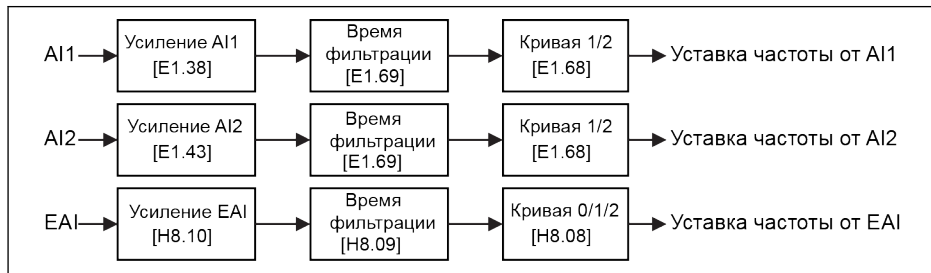 AI1
Усиление AI1
[E1.38]
Время
фильтрации
[E1.69]
Кривая 1/2
[E1.68]
Уставка частоты от AI1
AI2
Усиление AI2
[E1.43]
Время
фильтрации
[E1.69]
Кривая 1/2
[E1.68]
Уставка частоты от AI2
EAI
Усиление EAI
[H8.10]
Время
фильтрации
[H8.09]
Кривая 0/1/2
[H8.08]
Уставка частоты от EAI